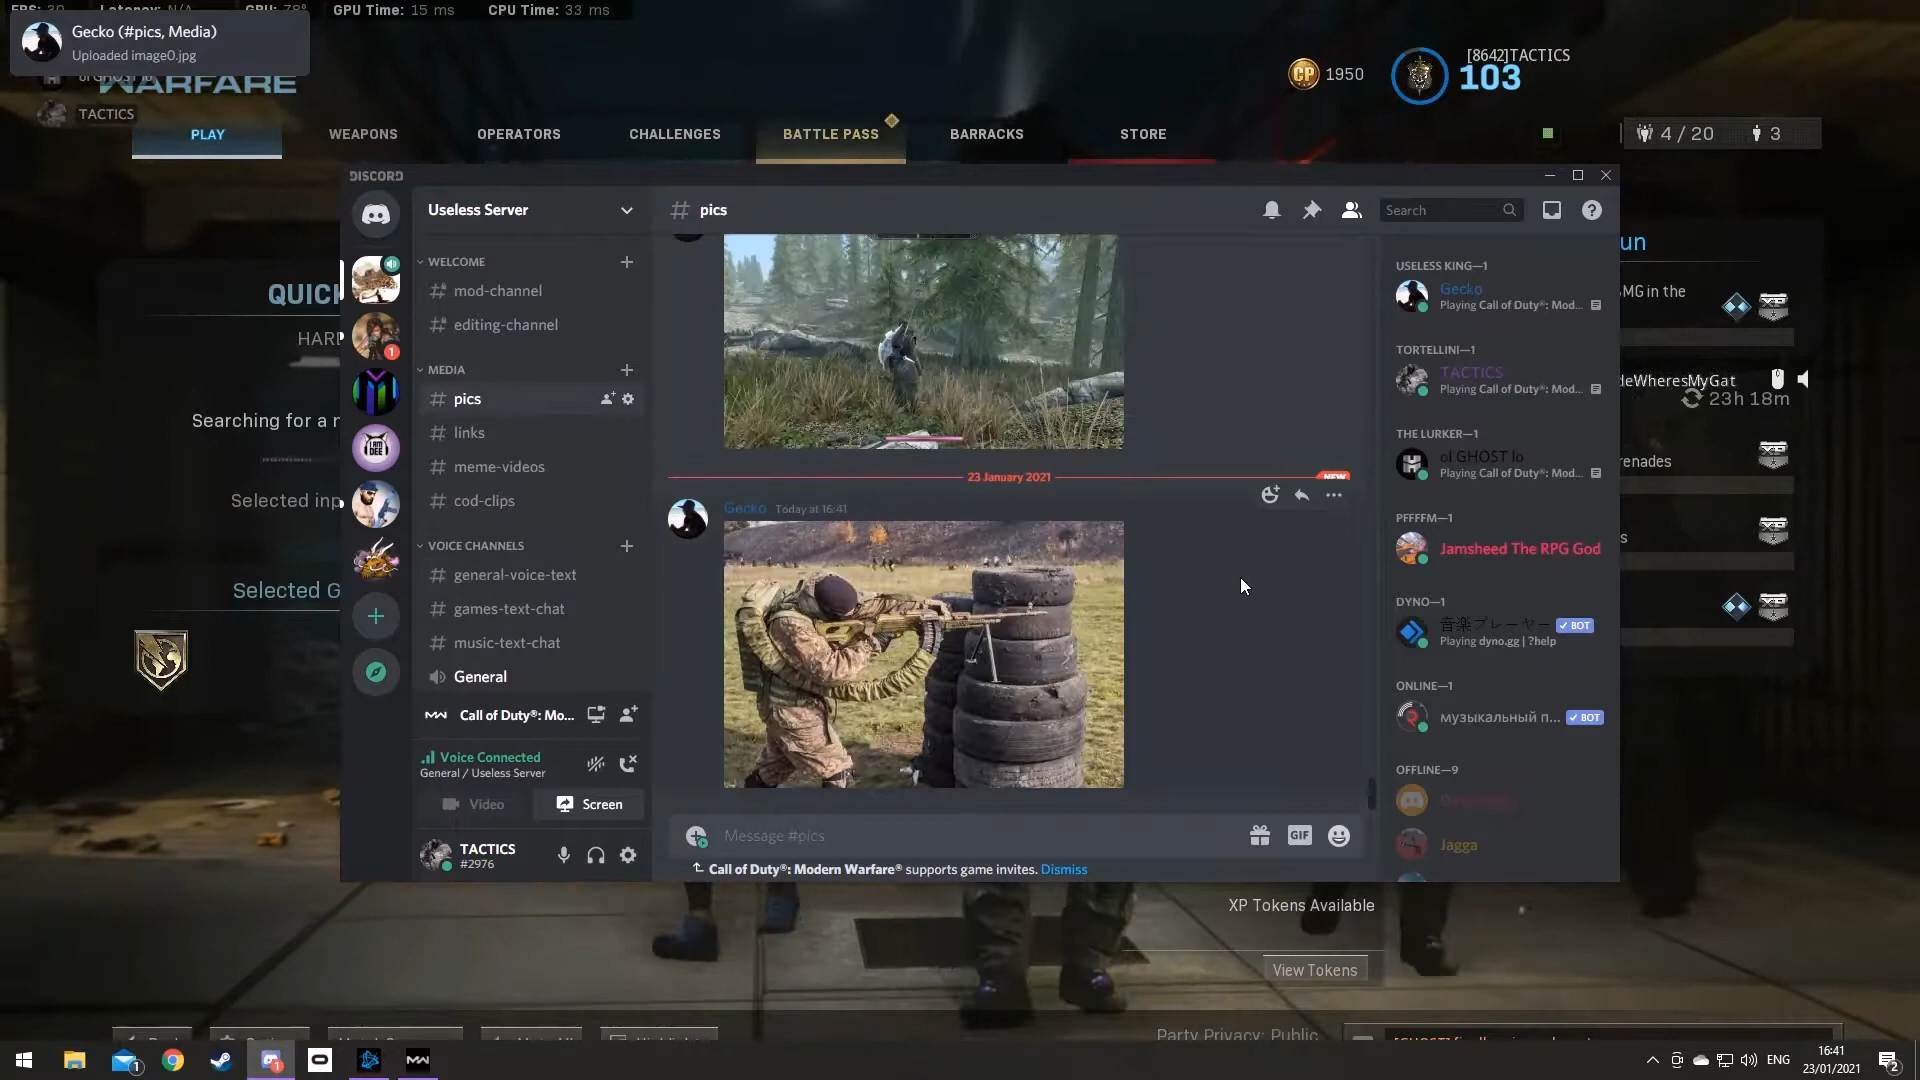 GPU Time: 15 ms
CPU Time: 33 ms
Gecko (#pics, Media)
Uploaded image0.jpg
WARFARE
TACTICS
[8642]TACTICS
CP 1950
103
PLAY
WEAPONS
OPERATORS
CHALLENGES
BATTLE PASS
BARRACKS
STORE
4 / 20
3
DISCORD
Useless Server
pics
Search
WELCOME
mod-channel
editing-channel
MEDIA
pics
links
meme-videos
cod-clips
VOICE CHANNELS
general-voice-text
games-text-chat
music-text-chat
General
Call of Duty®: Mo...
Voice Connected
General / Useless Server
Video
Screen
TACTICS
#2976
23 January 2021
NEW
Gecko Today at 16:41
Message #pics
GIF
Call of Duty®: Modern Warfare® supports game invites. Dismiss
USELESS KING—1
Gecko
Playing Call of Duty®: Mod...
TORTELLINI—1
TACTICS
Playing Call of Duty®: Mod...
THE LURKER—1
ol GHOST lo
Playing Call of Duty®: Mod...
PFFFFM—1
Jamsheed The RPG God
DYNO—1
音楽プレーヤー BOT
Playing dyno.gg | ?help
ONLINE—1
музыкальный п... BOT
OFFLINE—9
Jagga
1
I AM DEE
QUICK
Searching for a
Selected
Selected G
MG in the
deWheresMyGat
23h 18m
XP Tokens Available
View Tokens
Party Privacy: Public
ENG
16:41
23/01/2021
2